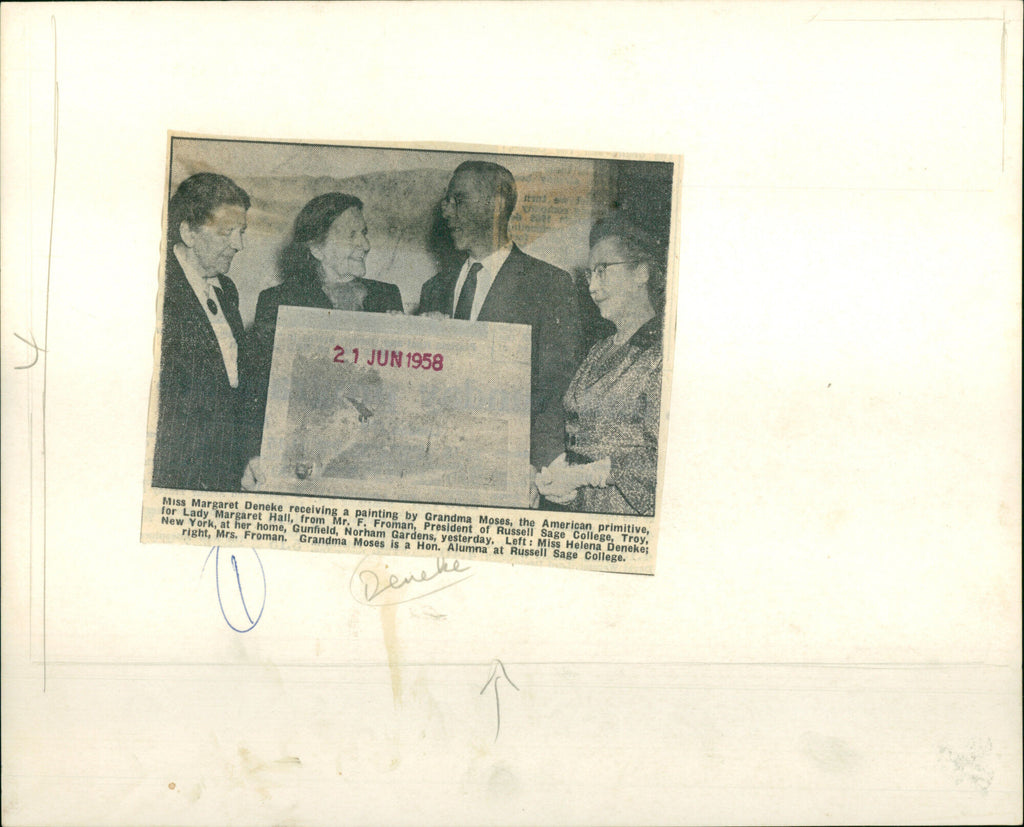 21 JUN 1958
Miss Margaret Deneke receiving a painting by Grandma Moses, the American primitive,
for Lady Margaret Hall, from Mr. F. Froman, President of Russell Sage College, Troy,
New York, at her home, Gunfield, Norham Gardens, yesterday. Left: Miss Helena Deneke;
right, Mrs. Froman. Grandma Moses is a Hon. Alumna at Russell Sage College.
1
Deneke